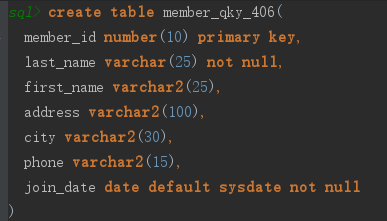 sql> create table member_qky_406(
member_id number(10) primary key,
last_name varchar(25) not null,
first_name varchar2(25),
address varchar2(100),
city varchar2(30),
phone varchar2(15),
join_date date default sysdate not null
)